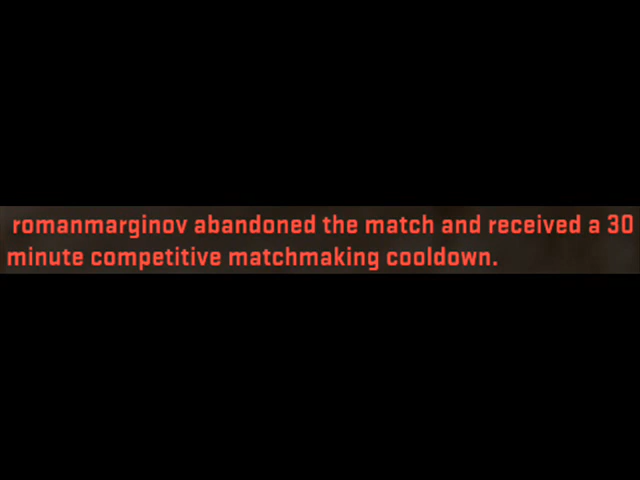 romanmarginov abandoned the match and received a 30
minute competitive matchmaking cooldown.